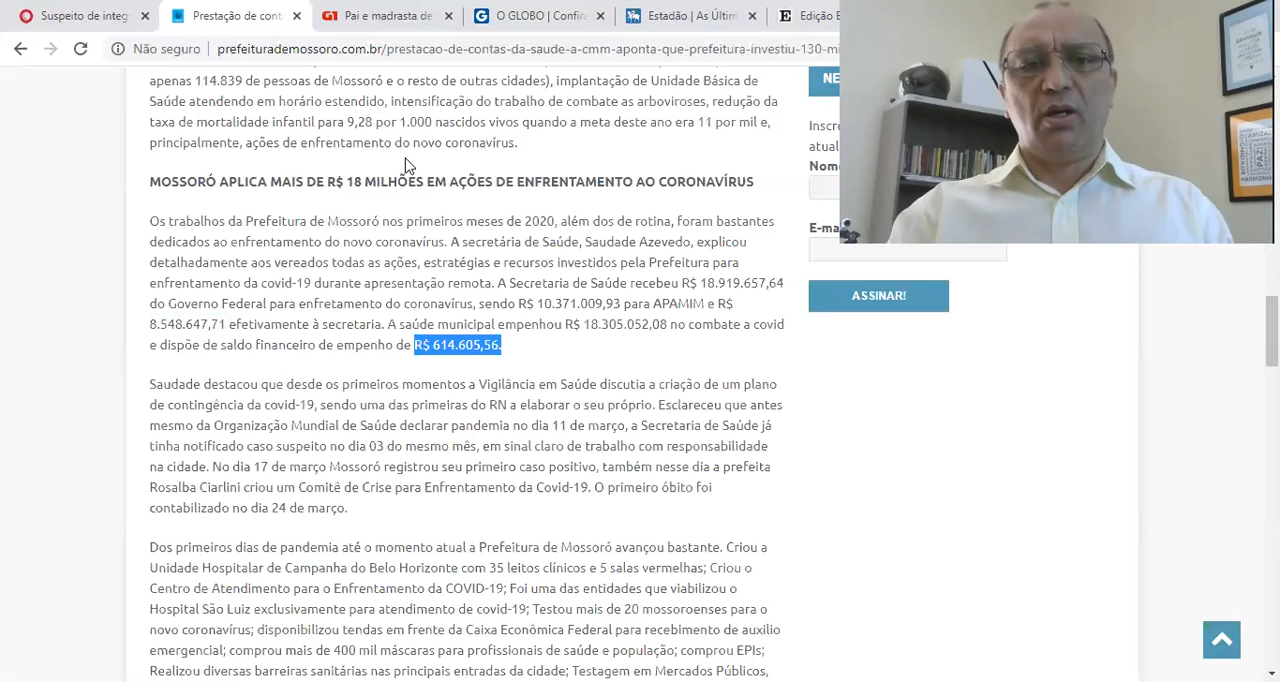 Suspeito de integ
Prestação de cont
G1
Pai e madrasta de
G
O GLOBO | Confira
Estadão | As Últim
E
Edição E
Não seguro
prefeiturademossoro.com.br/prestacao-de-contas-da-saude-a-cmm-aponta-que-prefeitura-investiu-130-mi
apenas 114.839 de pessoas de Mossoró e o resto de outras cidades), implantação de Unidade Básica de
Saúde atendendo em horário estendido, intensificação do trabalho de combate as arboviroses, redução da
taxa de mortalidade infantil para 9,2 por 1.000 nascidos vivos quando a meta deste ano era 11 por mil e,
principalmente, ações de enfrentamento do novo coronavírus.
MOSSORÓ APLICA MAIS DE R$ 18 MILHÕES EM AÇÕES DE ENFRENTAMENTO AO CORONAVÍRUS
Os trabalhos da Prefeitura de Mossoró nos primeiros meses de 2020, além dos de rotina, foram bastantes
dedicados ao enfrentamento do novo coronavírus. A secretária de Saúde, Saudade Azevedo, explicou
detalhadamente aos vereados todas as ações, estratégias e recursos investidos pela Prefeitura para
enfrentamento da covid-19 durante apresentação remota. A Secretaria de Saúde recebeu R$ 18.919.657,64
do Governo Federal para enfretamento do coronavírus, sendo R$ 10.371.009,93 para APAMIM e R$
8.548.647,71 efetivamente à secretaria. A saúde municipal empenhou R$ 18.305.052,08 no combate a covid
e dispõe de saldo financeiro de empenho de R$ 614.605,56.
Saudade destacou que desde os primeiros momentos a Vigilância em Saúde discutia a criação de um plano
de contingência da covid-19, sendo uma das primeiras do RN a elaborar o seu próprio. Esclareceu que antes
mesmo da Organização Mundial de Saúde declarar pandemia no dia 11 de março, a Secretaria de Saúde já
tinha notificado caso suspeito no dia 03 do mesmo mês, em sinal claro de trabalho com responsabilidade
na cidade. No dia 17 de março Mossoró registrou seu primeiro caso positivo, também nesse dia a prefeita
Rosalba Ciarlini criou um Comitê de Crise para Enfrentamento da Covid-19. O primeiro óbito foi
contabilizado no dia 24 de março.
Dos primeiros dias de pandemia até o momento atual a Prefeitura de Mossoró avançou bastante. Criou a
Unidade Hospitalar de Campanha do Belo Horizonte com 35 leitos clínicos e 5 salas vermelhas; Criou o
Centro de Atendimento para o Enfrentamento da COVID-19; Foi uma das entidades que viabilizou o
Hospital São Luiz exclusivamente para atendimento de covid-19; Testou mais de 20 mossoroenses para o
novo coronavírus; disponibilizou tendas em frente da Caixa Econômica Federal para recebimento de auxilio
emergencial; comprou mais de 400 mil máscaras para profissionais de saúde e população; comprou EPIs;
Realizou diversas barreiras sanitárias nas principais entradas da cidade; Testagem em Mercados Públicos,
NE
Inscr
atual
Nom
E-ma
ASSINAR!
PAZ
HARMONIA